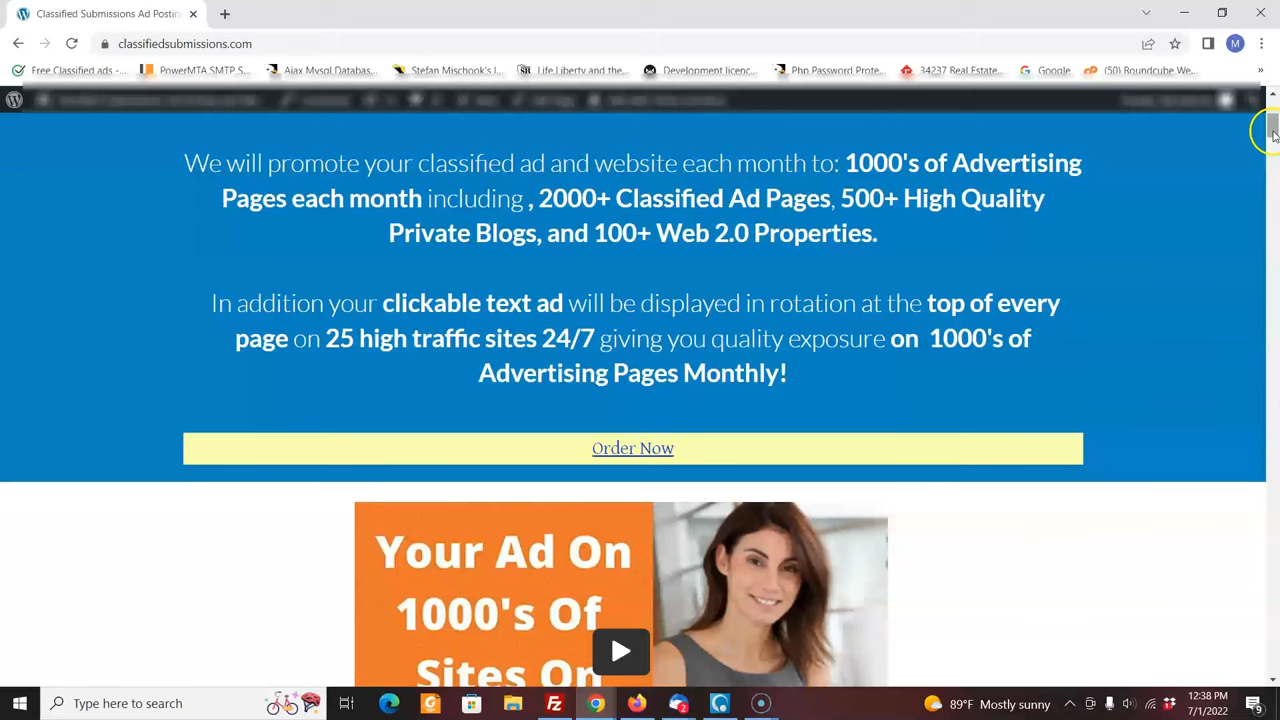 Classified Submissions Ad Postin
classifiedsubmissions.com
M
Free Classified ads -...
PowerMTA SMTP S...
Ajax Mysql Databas...
Stefan Mischook's I...
Life Liberty and the...
Development licenc...
Php Password Prote...
34237 Real Estate...
Google
(50) Roundcube We...
»
We will promote your classified ad and website each month to: 1000's of Advertising
Pages each month including , 2000+ Classified Ad Pages, 500+ High Quality
Private Blogs, and 100+ Web 2.0 Properties.
In addition your clickable text ad will be displayed in rotation at the top of every
page on 25 high traffic sites 24/7 giving you quality exposure on 1000's of
Advertising Pages Monthly!
Order Now
Your Ad On
1000's Of
Sites On
Type here to search
89°F Mostly sunny
12:38 PM
7/1/2022